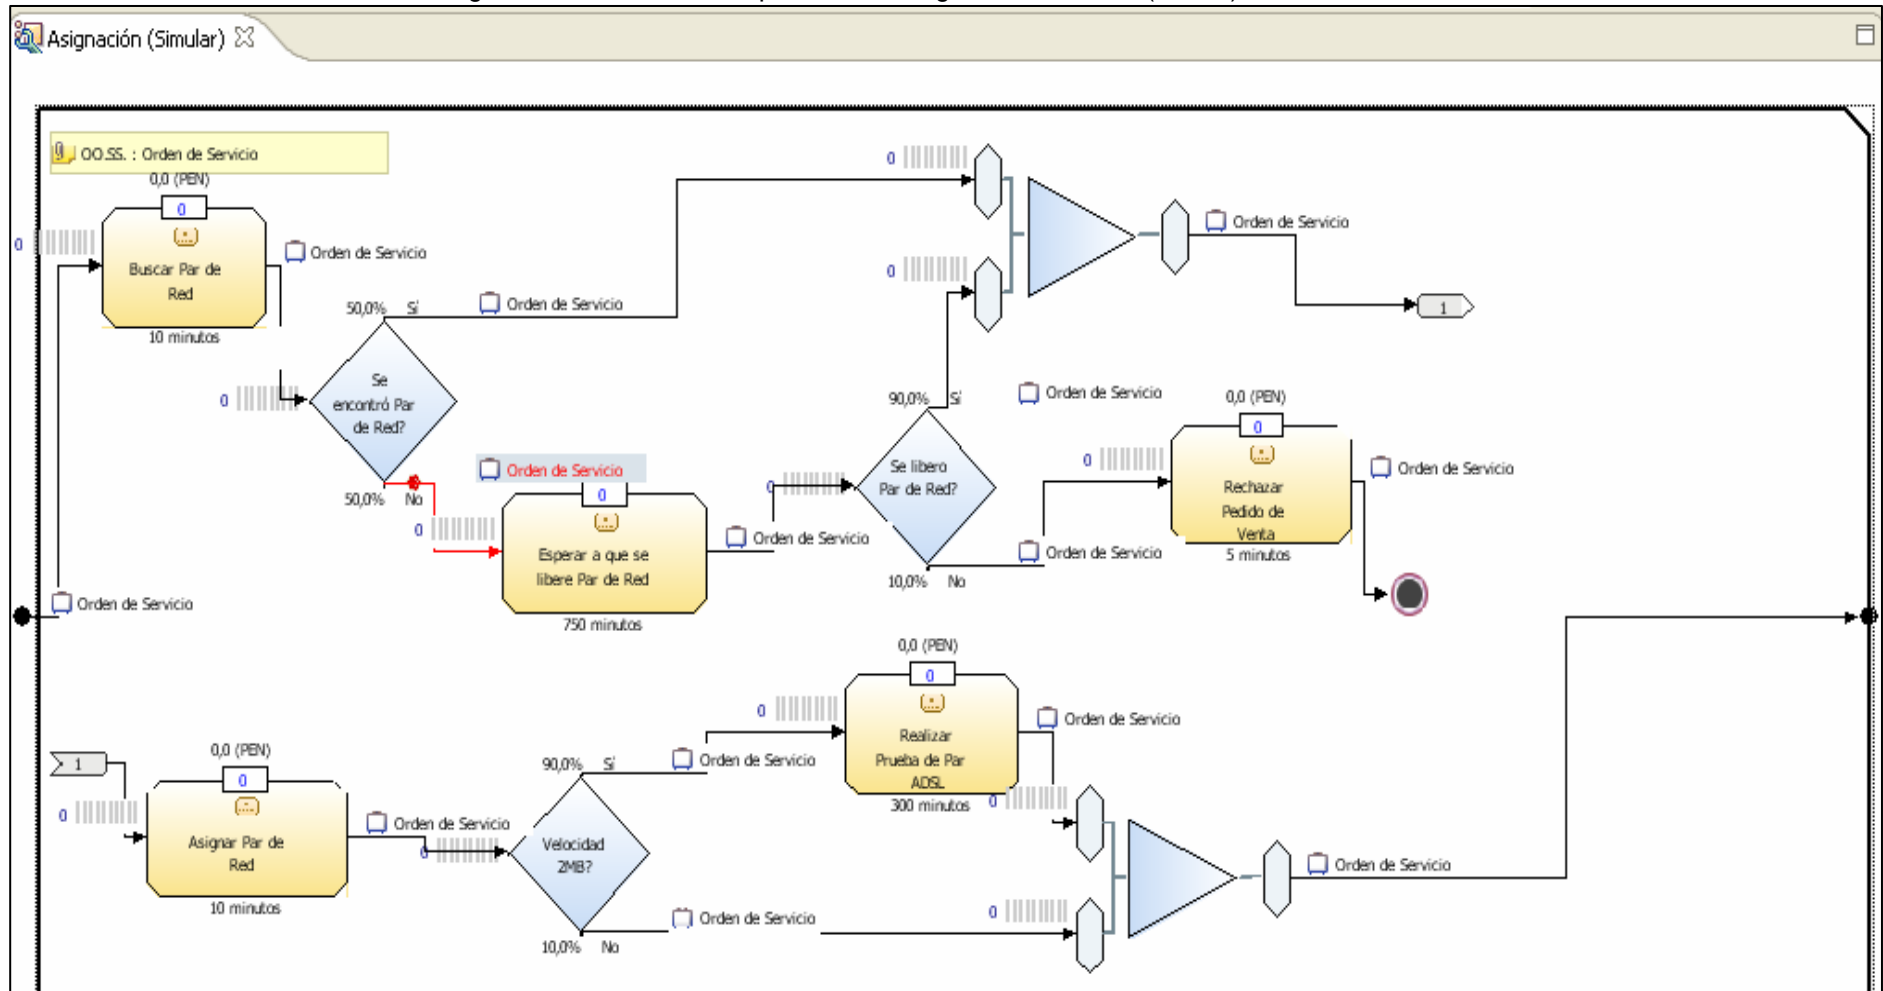 Asignación (Simular)
OO.SS. : Orden de Servicio
0,0 (PEN)
0
0
Buscar Par de
Red
10 minutos
Orden de Servicio
50,0% Sí
Orden de Servicio
0
Se
encontró Par
de Red?
50,0% No
0
0
Orden de Servicio
1
Orden de Servicio
0
0
Esperar a que se
libere Par de Red
750 minutos
Orden de Servicio
0
90,0% Sí
Orden de Servicio
Se libero
Par de Red?
10,0% No
Orden de Servicio
0
0,0 (PEN)
0
Rechazar
Pedido de
Venta
5 minutos
Orden de Servicio
Orden de Servicio
1
0
0,0 (PEN)
0
Asignar Par de
Red
10 minutos
Orden de Servicio
0
90,0% Sí
Orden de Servicio
Velocidad
2MB?
10,0% No
Orden de Servicio
0
0,0 (PEN)
0
Realizar
Prueba de Par
ADSL
300 minutos
Orden de Servicio
0
0
Orden de Servicio